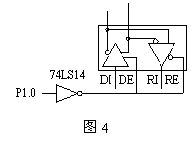 DI DE RI RE
74LS14
P1.0
图 4